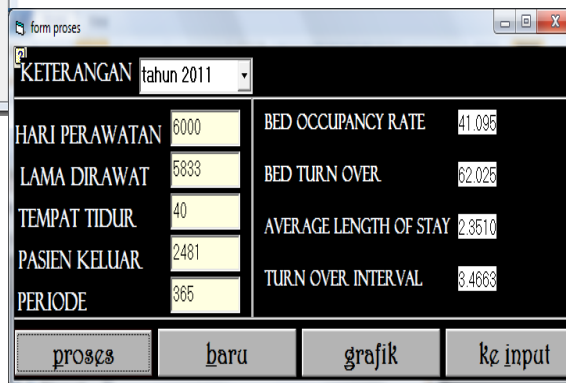 form proses
KETERANGAN tahun 2011
HARI PERAWATAN 6000
LAMA DIRAWAT 5833
TEMPAT TIDUR 40
PASIEN KELUAR 2481
PERIODE 365
BED OCCUPANCY RATE 41.095
BED TURN OVER 62.025
AVERAGE LENGTH OF STAY 2.3510
TURN OVER INTERVAL 3.4663
proses baru grafik ke input